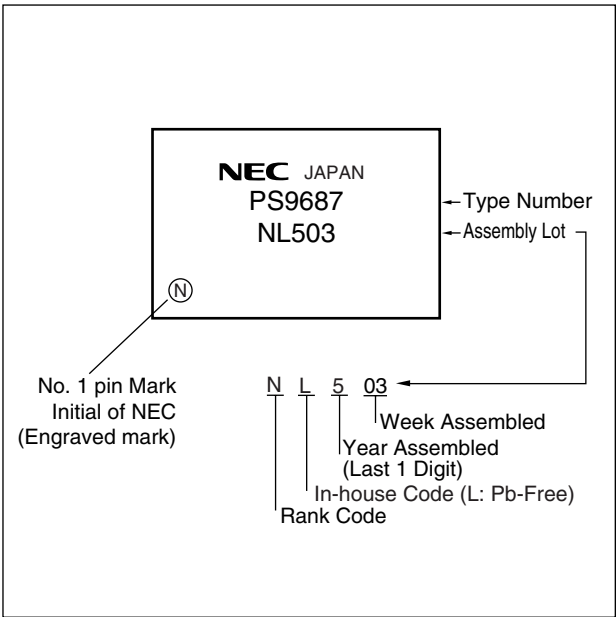 NEC JAPAN
PS9687
NL503
Type Number
Assembly Lot
N
No. 1 pin Mark
Initial of NEC
(Engraved mark)
N L 5 03
Week Assembled
Year Assembled
(Last 1 Digit)
In-house Code (L: Pb-Free)
Rank Code